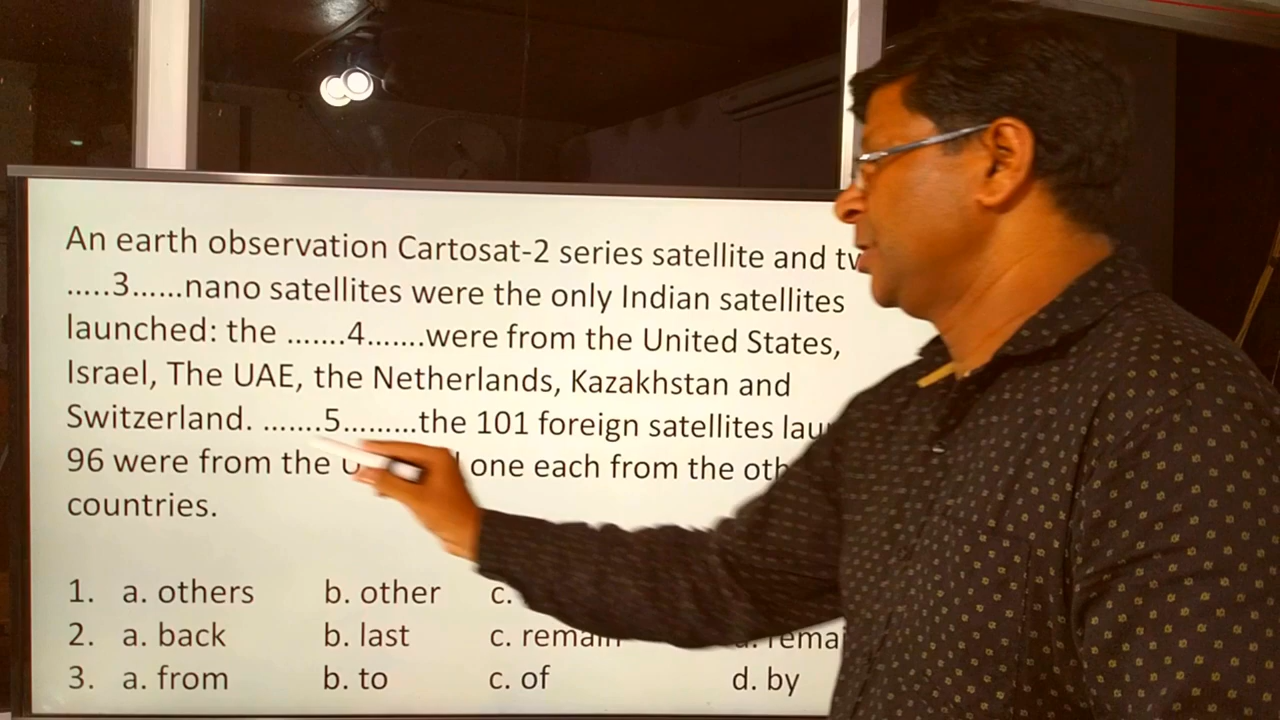 An earth observation Cartosat-2 series satellite and
.....3......nano satellites were the only Indian satellites
launched: the .......4.......were from the United States,
Israel, The UAE, the Netherlands, Kazakhstan and
Switzerland. .......5.........the 101 foreign satellites
96 were from the one each from the
countries.
1. a. others b. other c.
2. a. back b. last c. remain
3. a. from b. to c. of d. by